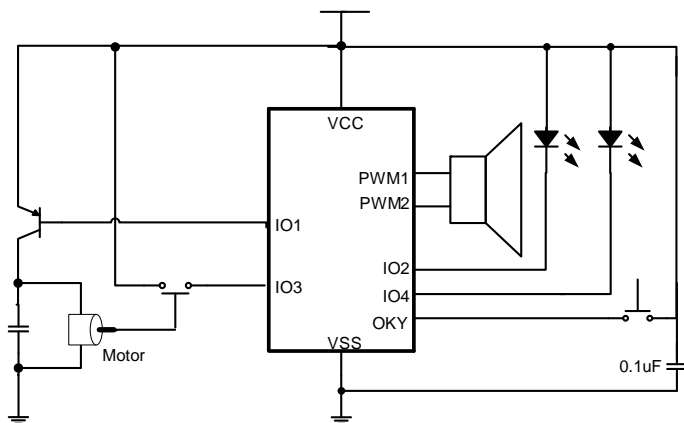 VCC
PWM1
PWM2
IO1
IO2
IO3
IO4
OKY
VSS
Motor
0.1uF